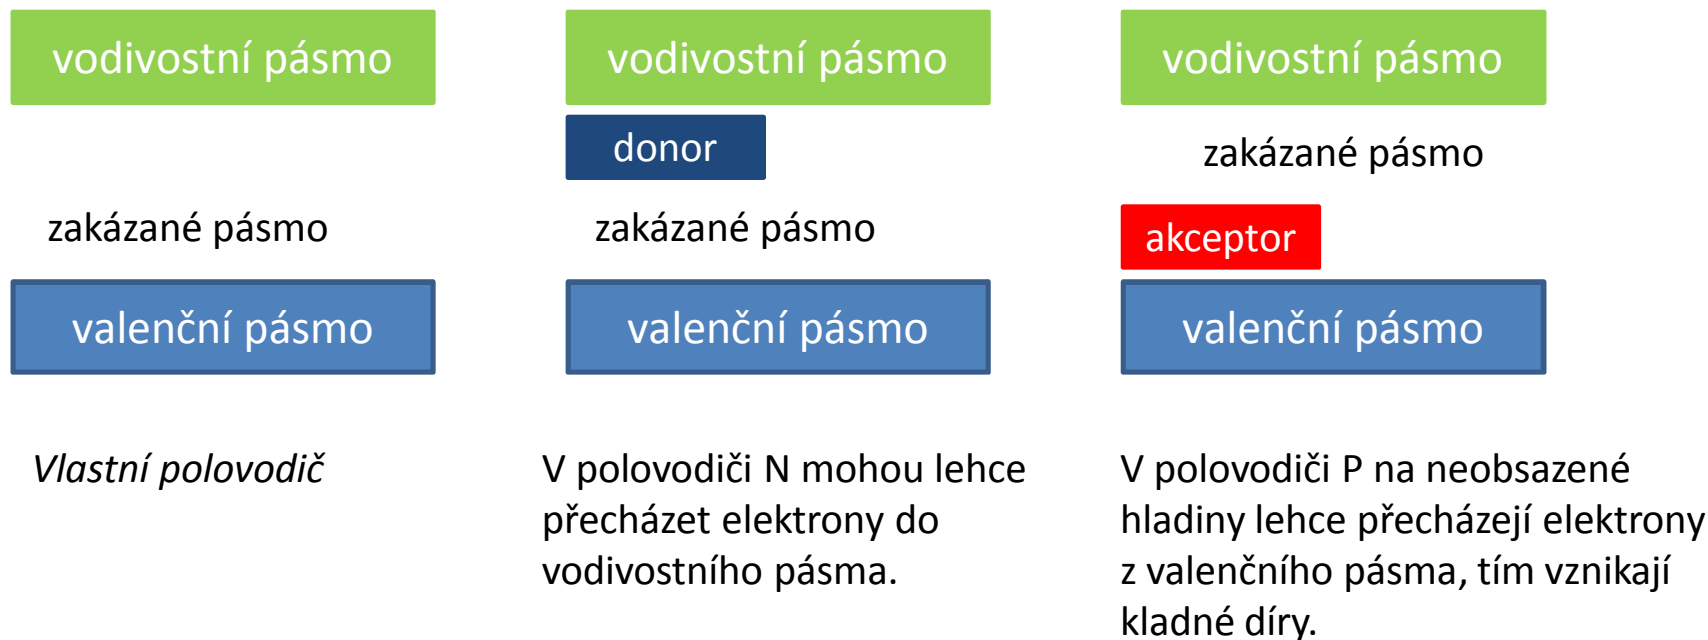 vodivostní pásmo
zakázané pásmo
valenční pásmo
Vlastní polovodič
vodivostní pásmo
donor
zakázané pásmo
valenční pásmo
V polovodiči N mohou lehce
přecházet elektrony do
vodivostního pásma.
vodivostní pásmo
zakázané pásmo
akceptor
valenční pásmo
V polovodiči P na neobsazené
hladiny lehce přecházejí elektrony
z valenčního pásma, tím vznikají
kladné díry.